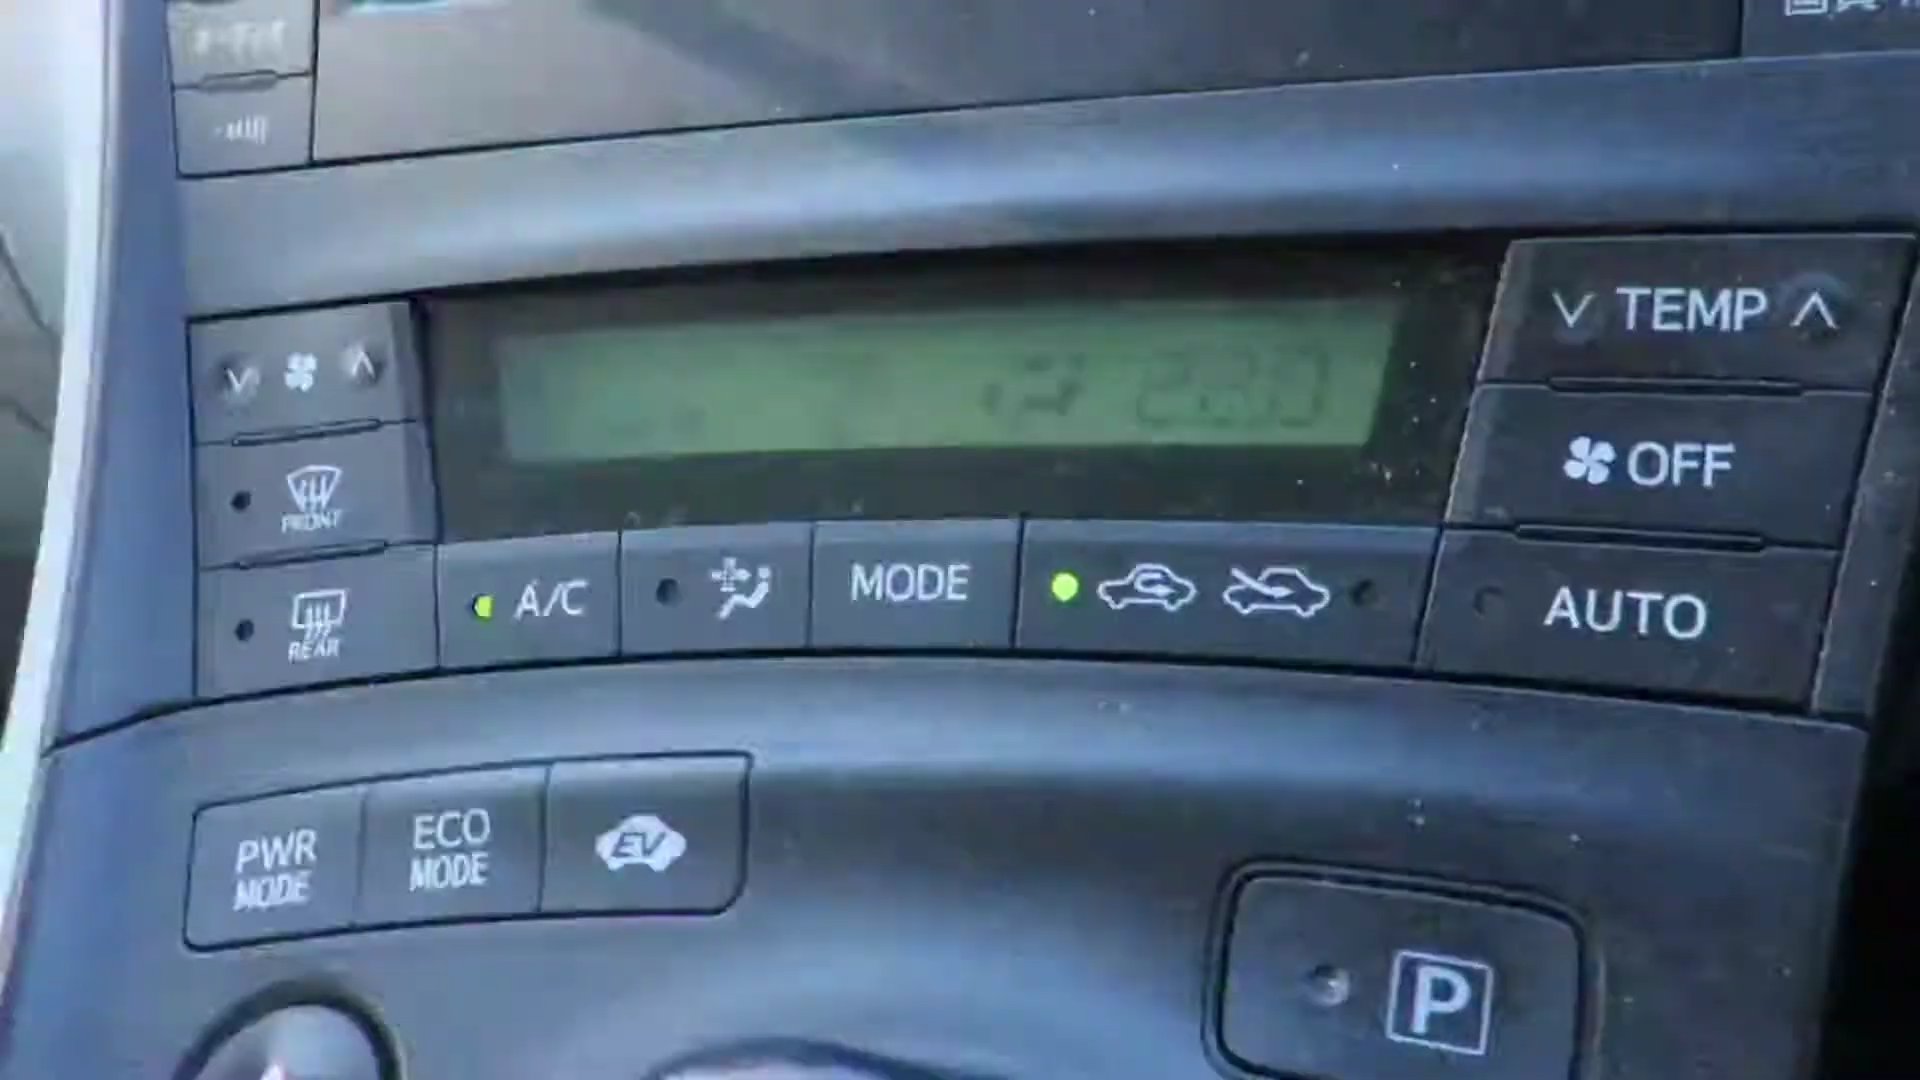 TEMP
OFF
FRONT
A/C
MODE
AUTO
REAR
PWR
MODE
ECO
MODE
EV
P